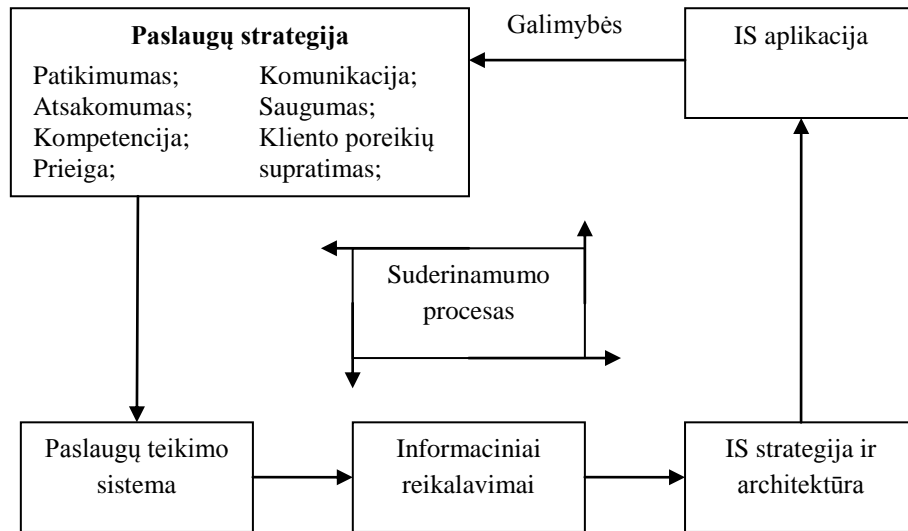 Paslaugų strategija
Patikimumas;
Atsakomumas;
Kompetencija;
Prieiga;
Komunikacija;
Saugumas;
Kliento poreikių
supratimas;
Galimybės
IS aplikacija
Suderinamumo
procesas
Paslaugų teikimo
sistema
Informaciniai
reikalavimai
IS strategija ir
architektūra